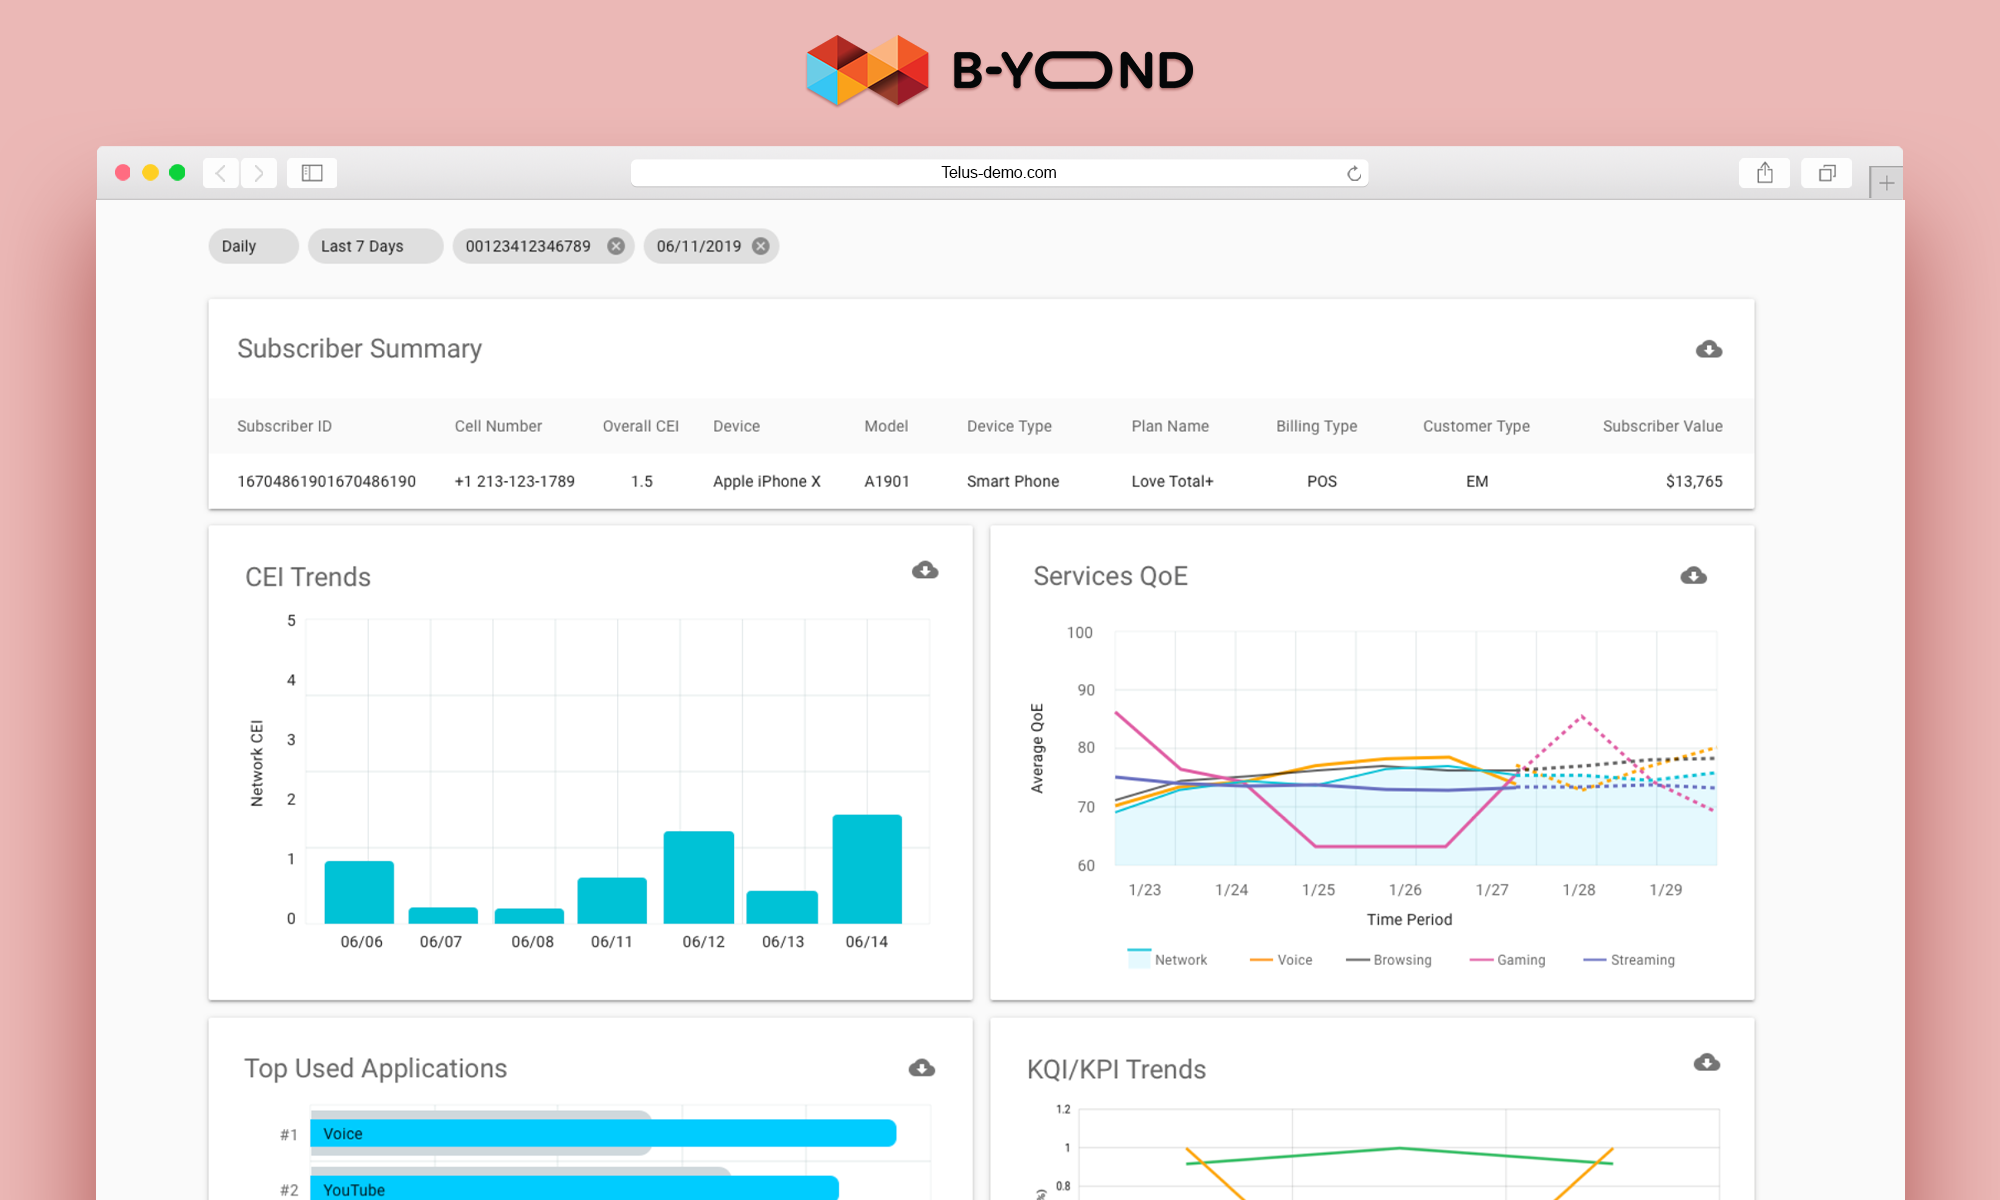 B-YOND
Telus-demo.com
Daily
Last 7 Days
00123412346789
06/11/2019
Subscriber Summary
Subscriber ID Cell Number Overall CEI Device Model Device Type Plan Name Billing Type Customer Type Subscriber Value
16704861901670486190 +1 213-123-1789 1.5 Apple iPhone X A1901 Smart Phone Love Total+ POS EM $13,765
CEI Trends
5
4
3
2
1
0
Network CEI
06/06 06/07 06/08 06/11 06/12 06/13 06/14
Services QoE
100
90
80
70
60
Average QoE
1/23 1/24 1/25 1/26 1/27 1/28 1/29
Time Period
Network Voice Browsing Gaming Streaming
Top Used Applications
#1 Voice
#2 YouTube
KQI/KPI Trends
1.2
1
0.8